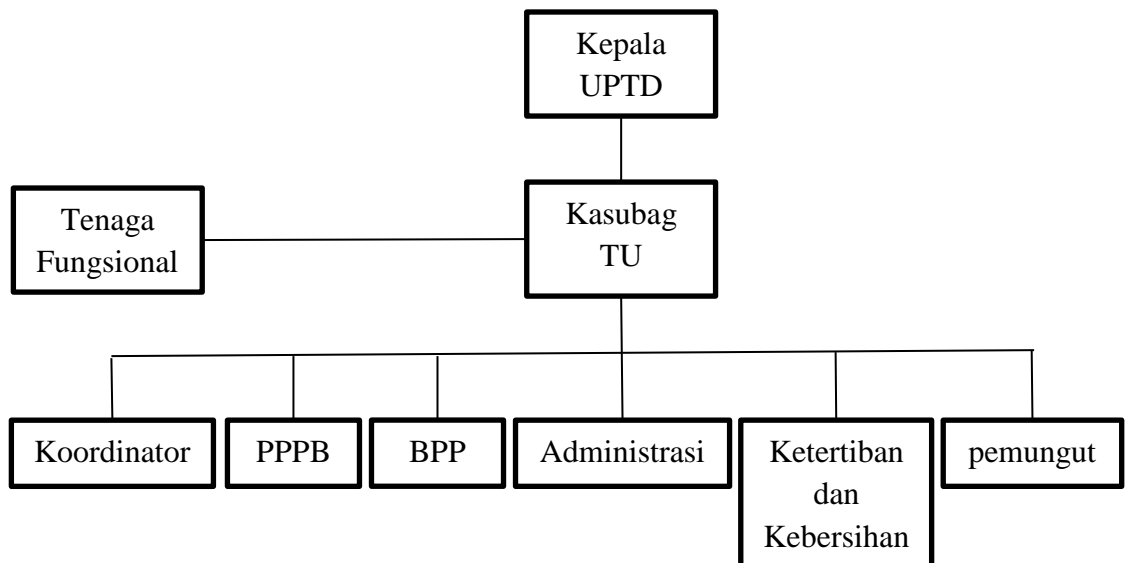 Kepala
UPTD
Tenaga
Fungsional
Kasubag
TU
Koordinator
PPPB
BPP
Administrasi
Ketertiban
dan
Kebersihan
pemungut